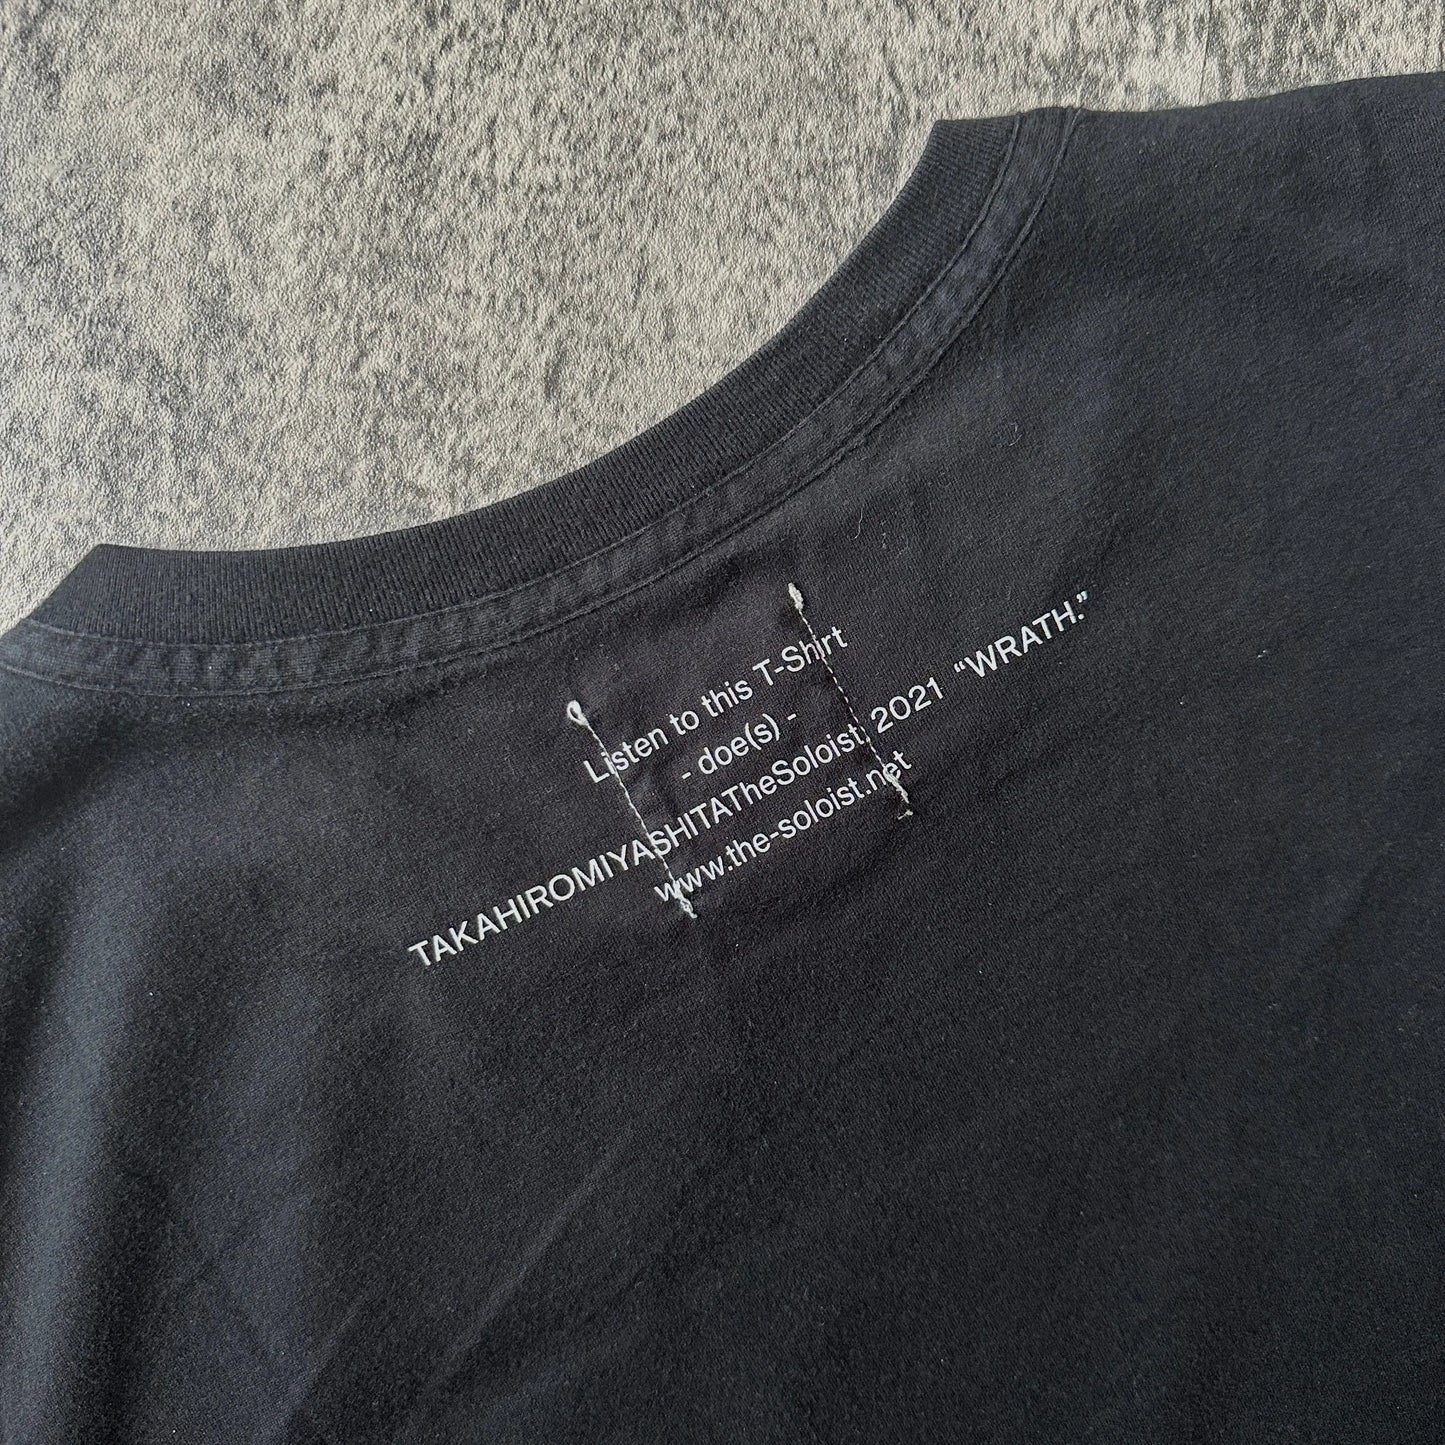 Listen to this T-Shirt
- doe(s) -
TAKAHIROMIYASHITATheSoloist. 2021 “WRATH.”
www.the-soloist.net